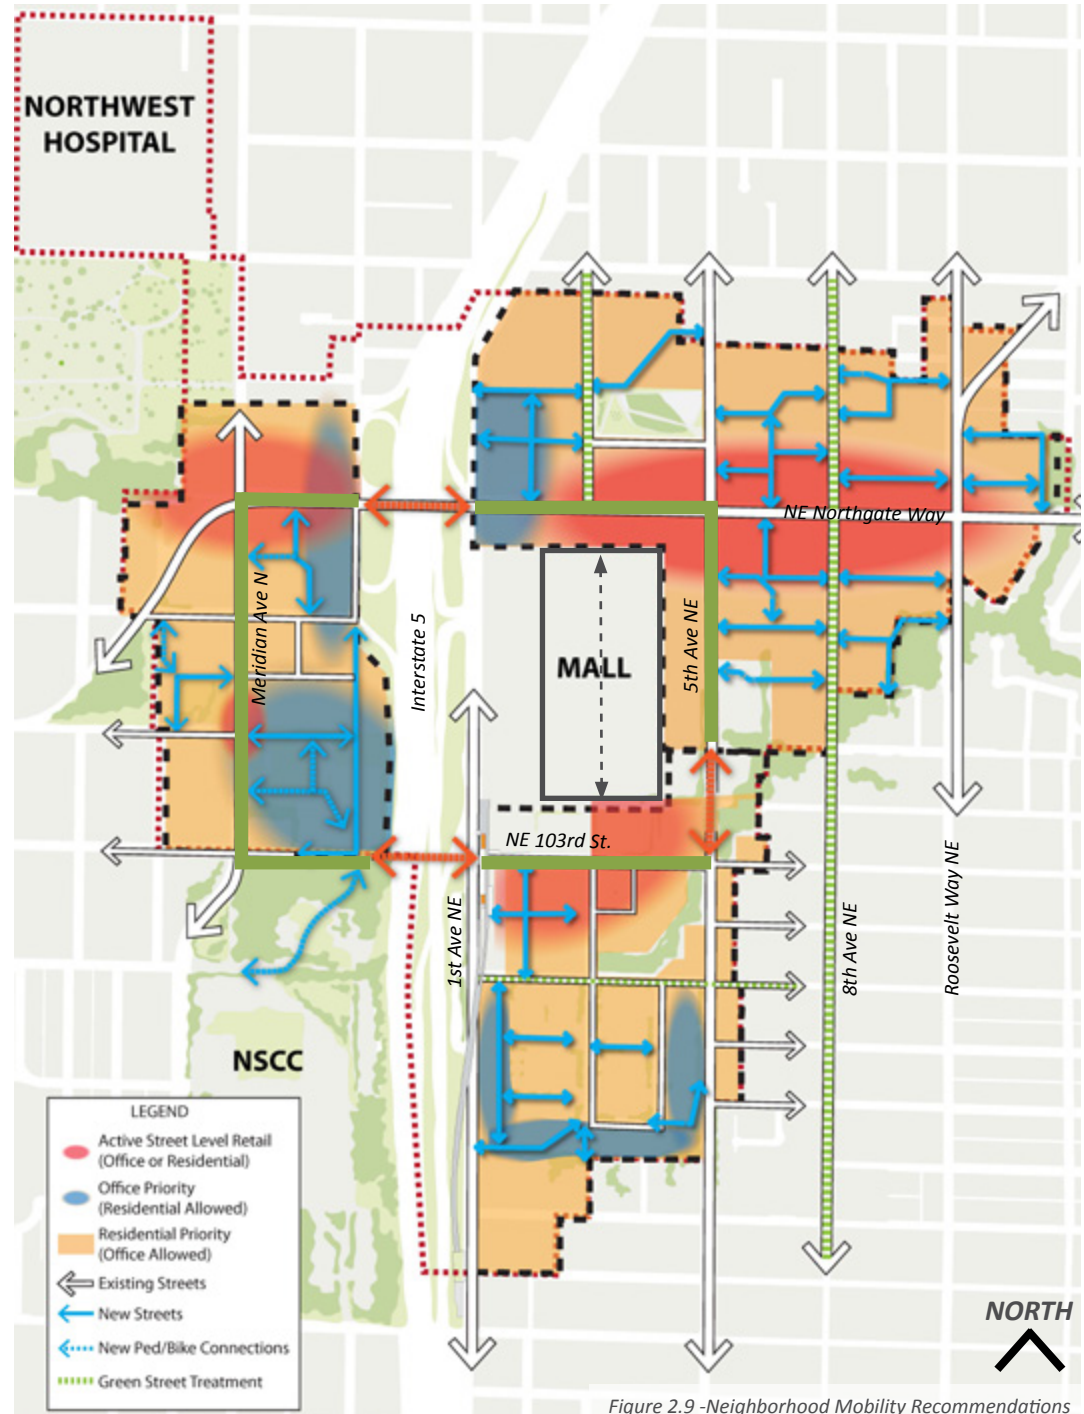 NORTHWEST
HOSPITAL
NE Northgate Way
Meridian Ave N
Interstate 5
5th Ave NE
MALL
NE 103rd St.
1st Ave NE
8th Ave NE
Roosevelt Way NE
NSCC
LEGEND
Active Street Level Retail
(Office or Residential)
Office Priority
(Residential Allowed)
Residential Priority
(Office Allowed)
Existing Streets
New Streets
New Ped/Bike Connections
Green Street Treatment
NORTH
Figure 2.9 -Neighborhood Mobility Recommendations